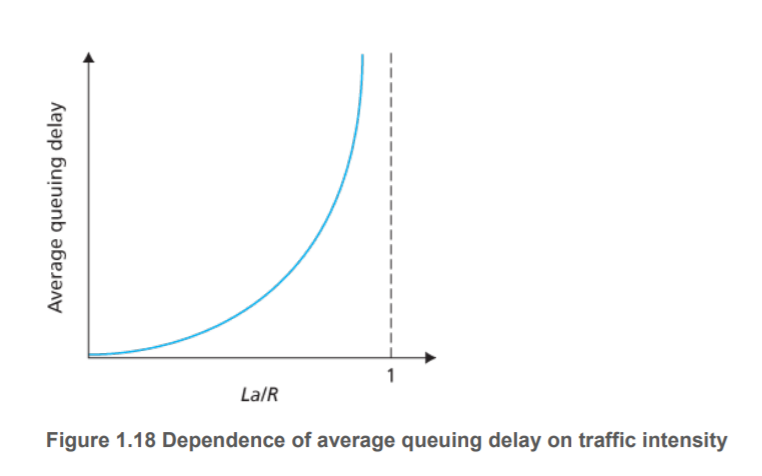 Average queuing delay
1
La/R
Figure 1.18 Dependence of average queuing delay on traffic intensity